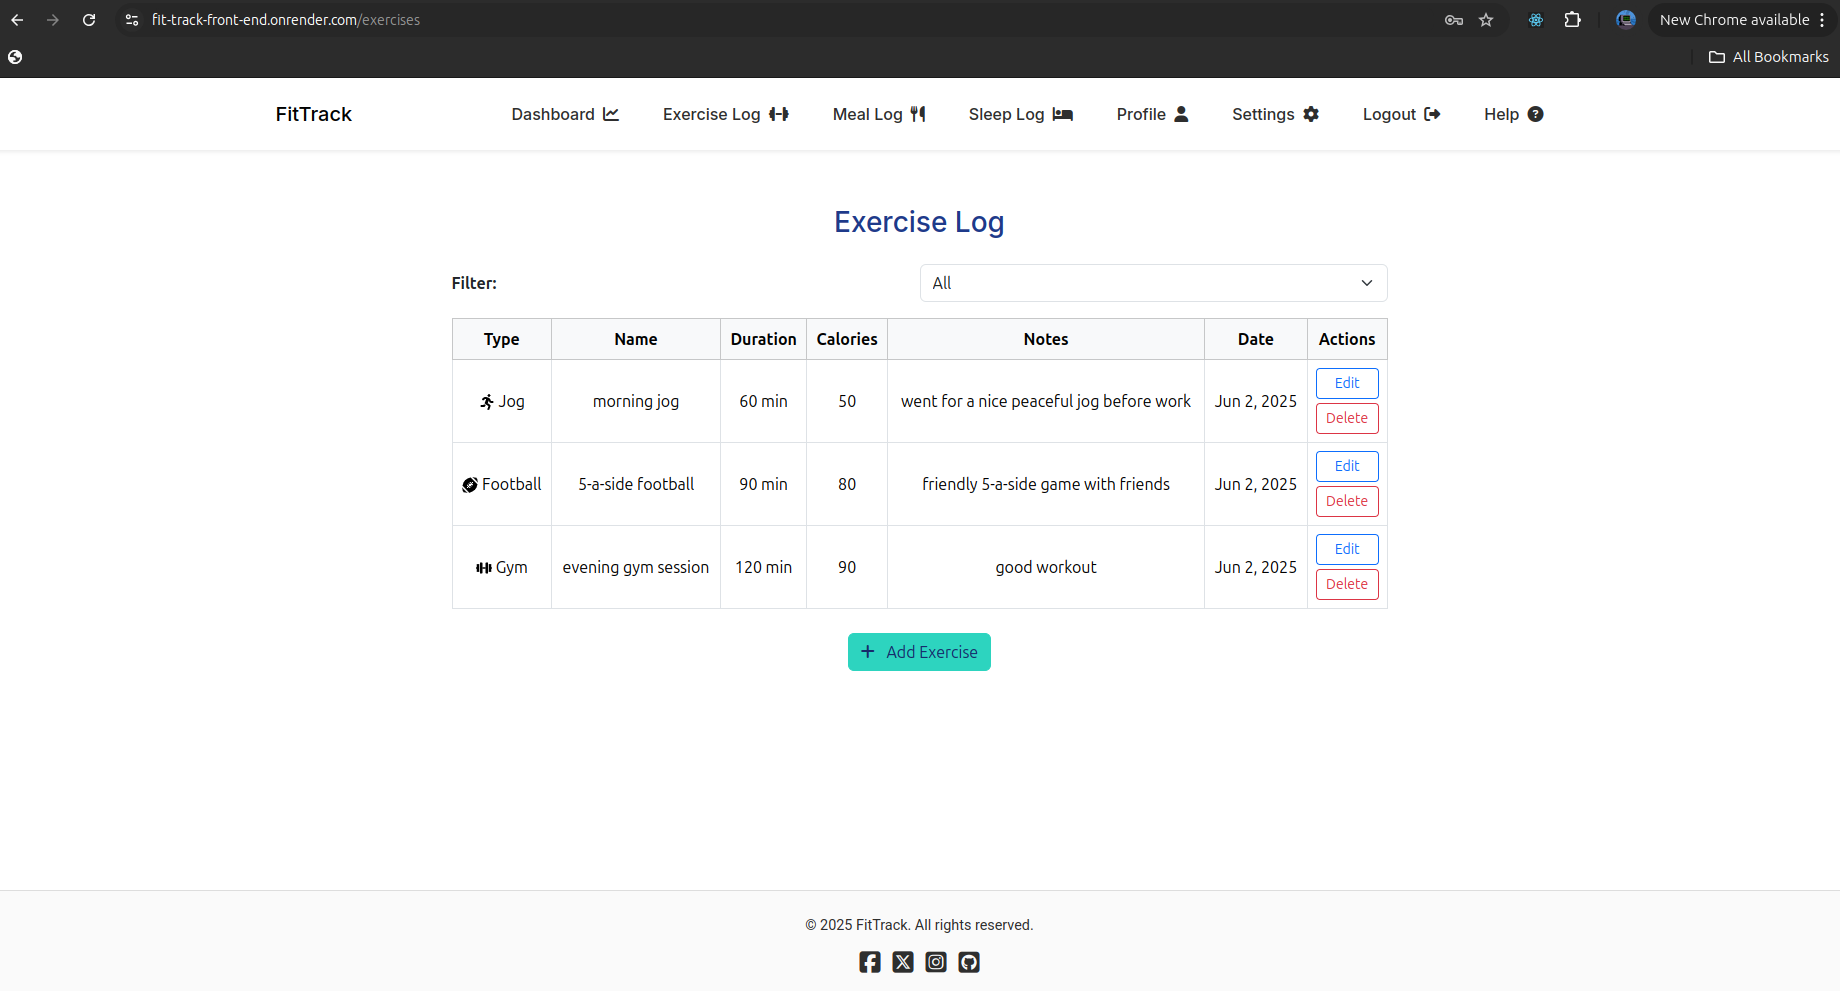 fit-track-front-end.onrender.com/exercises
New Chrome available
All Bookmarks
FitTrack Dashboard Exercise Log Meal Log Sleep Log Profile Settings Logout Help
Exercise Log
Filter: All
Type Name Duration Calories Notes Date Actions
Jog morning jog 60 min 50 went for a nice peaceful jog before work Jun 2, 2025 Edit Delete
Football 5-a-side football 90 min 80 friendly 5-a-side game with friends Jun 2, 2025 Edit Delete
Gym evening gym session 120 min 90 good workout Jun 2, 2025 Edit Delete
+ Add Exercise
© 2025 FitTrack. All rights reserved.